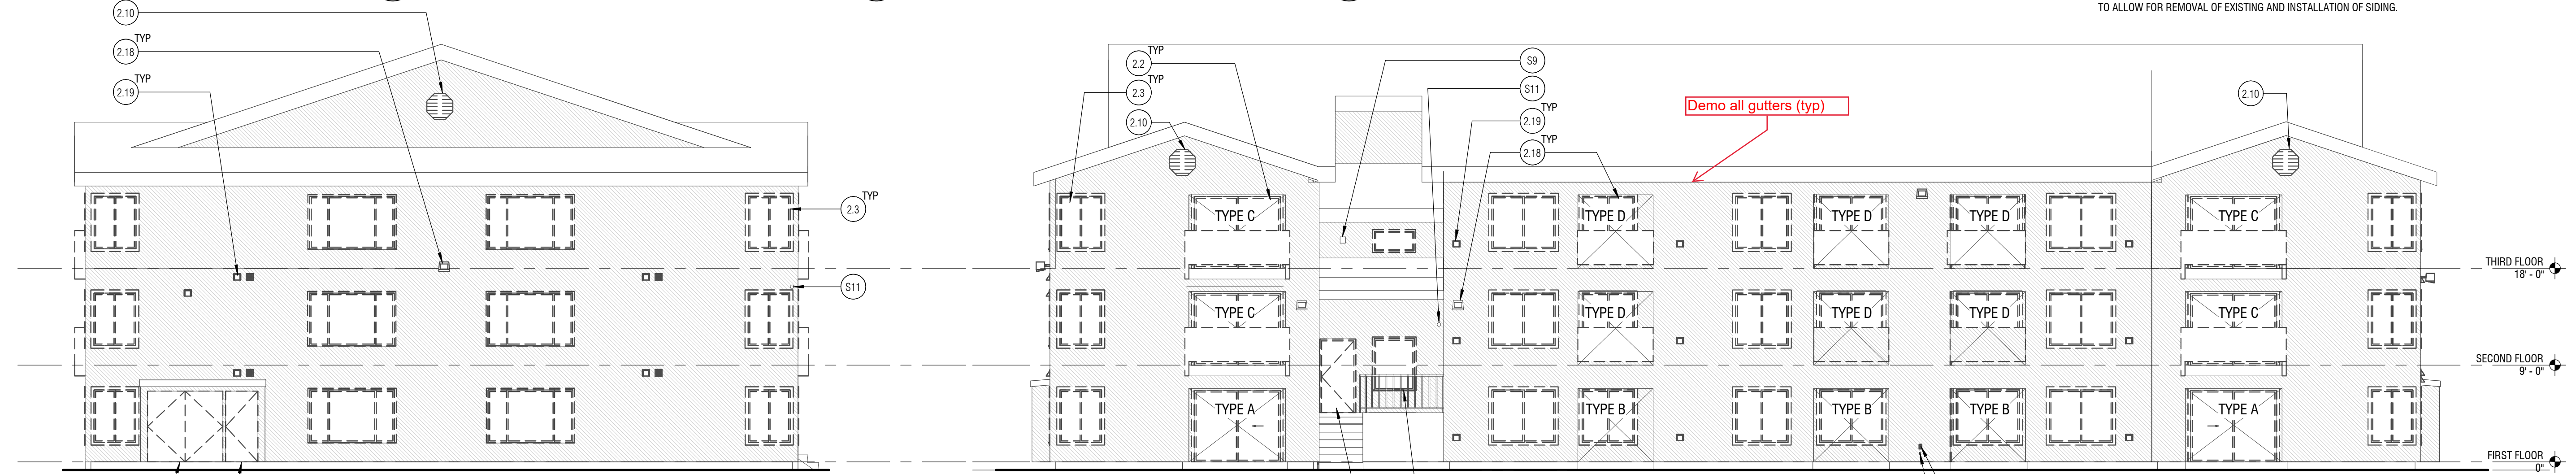 TO ALLOW FOR REMOVAL OF EXISTING AND INSTALLATION OF SIDING.
2.10
2.18 TYP
2.19 TYP
2.3 TYP
S11
2.2 TYP
2.3 TYP
2.10
S9
S11
2.19 TYP
2.18 TYP
Demo all gutters (typ)
2.10
TYPE C
TYPE D
TYPE D
TYPE D
TYPE C
THIRD FLOOR
18' - 0"
TYPE C
TYPE D
TYPE D
TYPE D
TYPE C
SECOND FLOOR
9' - 0"
TYPE A
TYPE B
TYPE B
TYPE B
TYPE A
FIRST FLOOR
0"